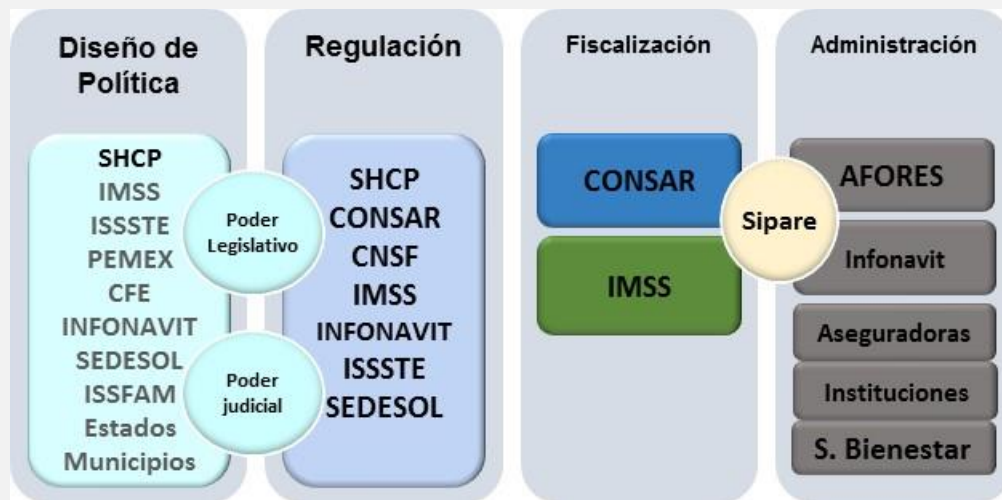 Diseño de
Política
SHCP
IMSS
ISSSTE
PEMEX
CFE
INFONAVIT
SEDESOL
ISSFAM
Estados
Municipios
Poder
Legislativo
Poder
judicial
Regulación
SHCP
CONSAR
CNSF
IMSS
INFONAVIT
ISSSTE
SEDESOL
Fiscalización
CONSAR
IMSS
Sipare
Administración
AFORES
Infonavit
Aseguradoras
Instituciones
S. Bienestar